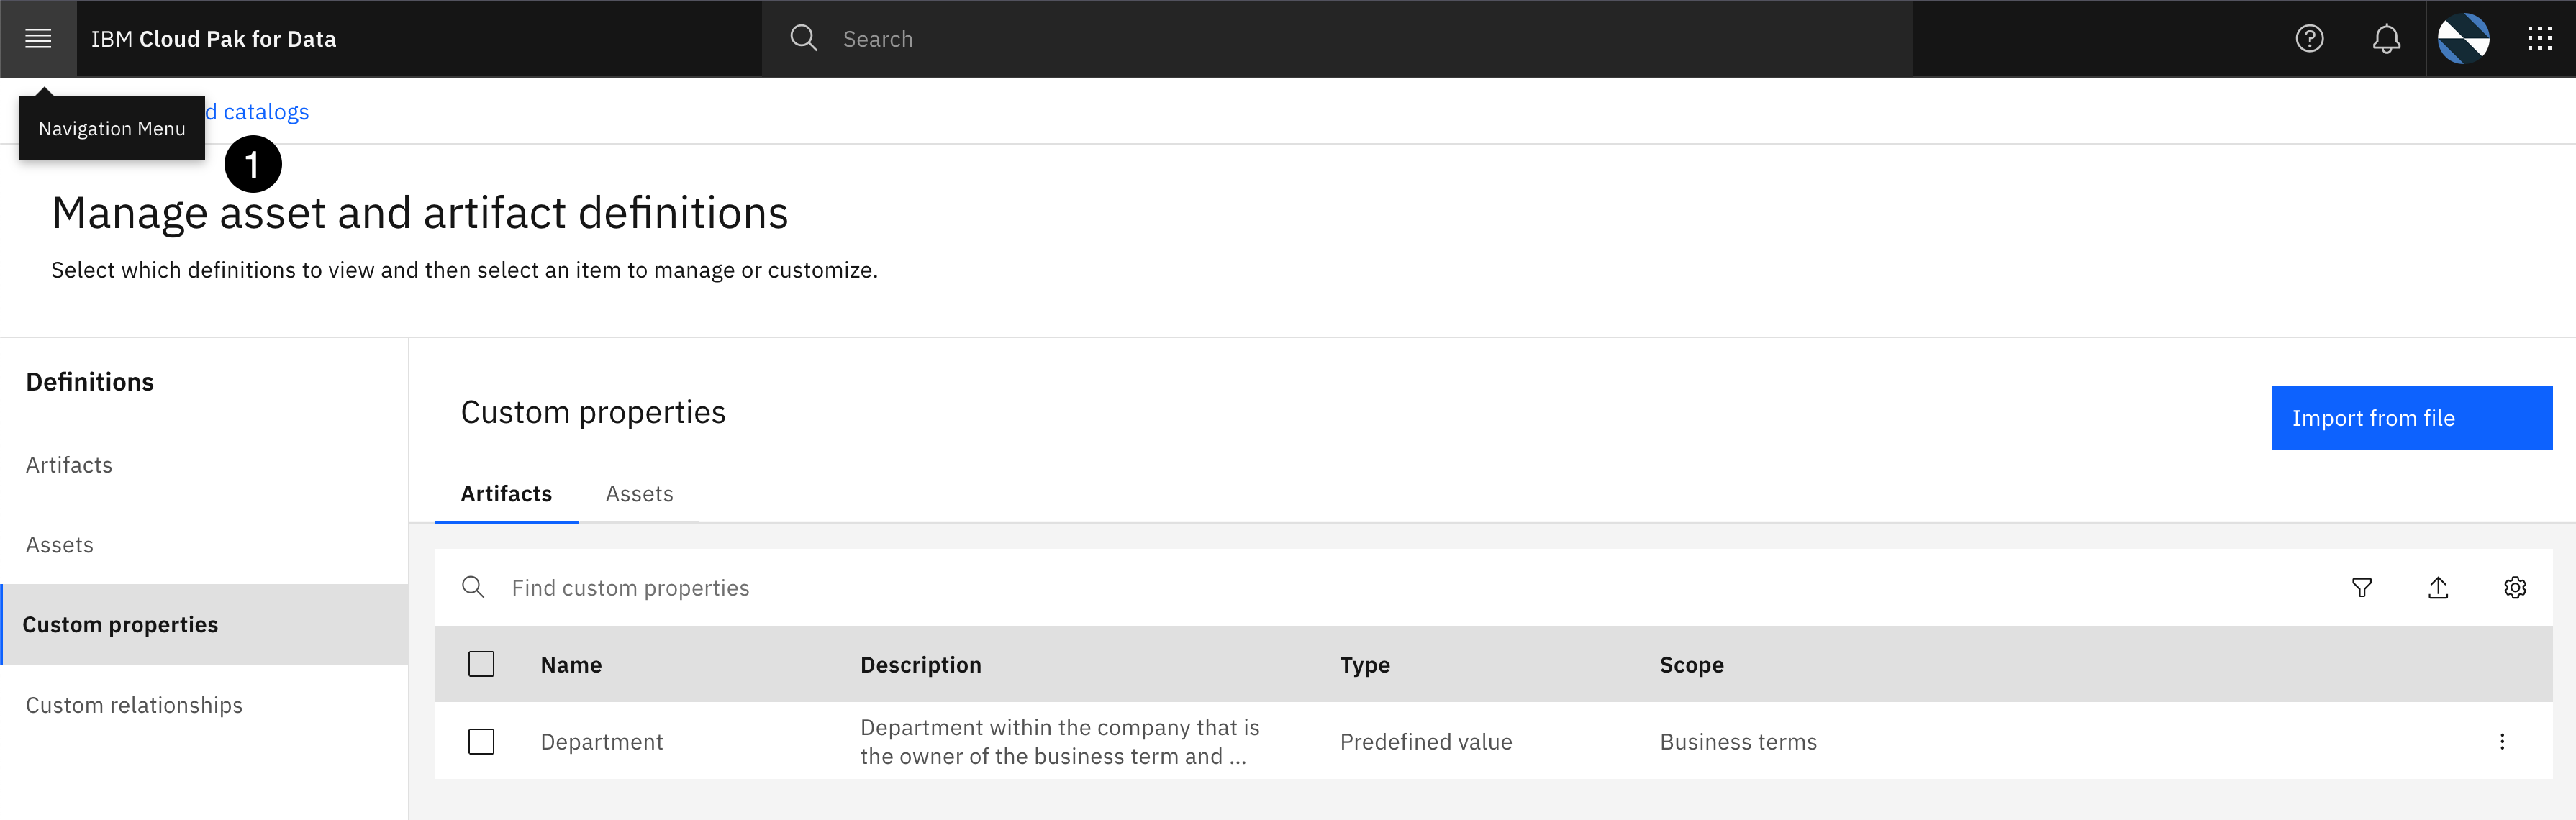 IBM Cloud Pak for Data
Search
Navigation Menu
d catalogs
1
Manage asset and artifact definitions
Select which definitions to view and then select an item to manage or customize.
Definitions
Artifacts
Assets
Custom properties
Custom relationships
Custom properties
Import from file
Artifacts Assets
Find custom properties
Name Description Type Scope
Department Department within the company that is Predefined value Business terms
the owner of the business term and ...